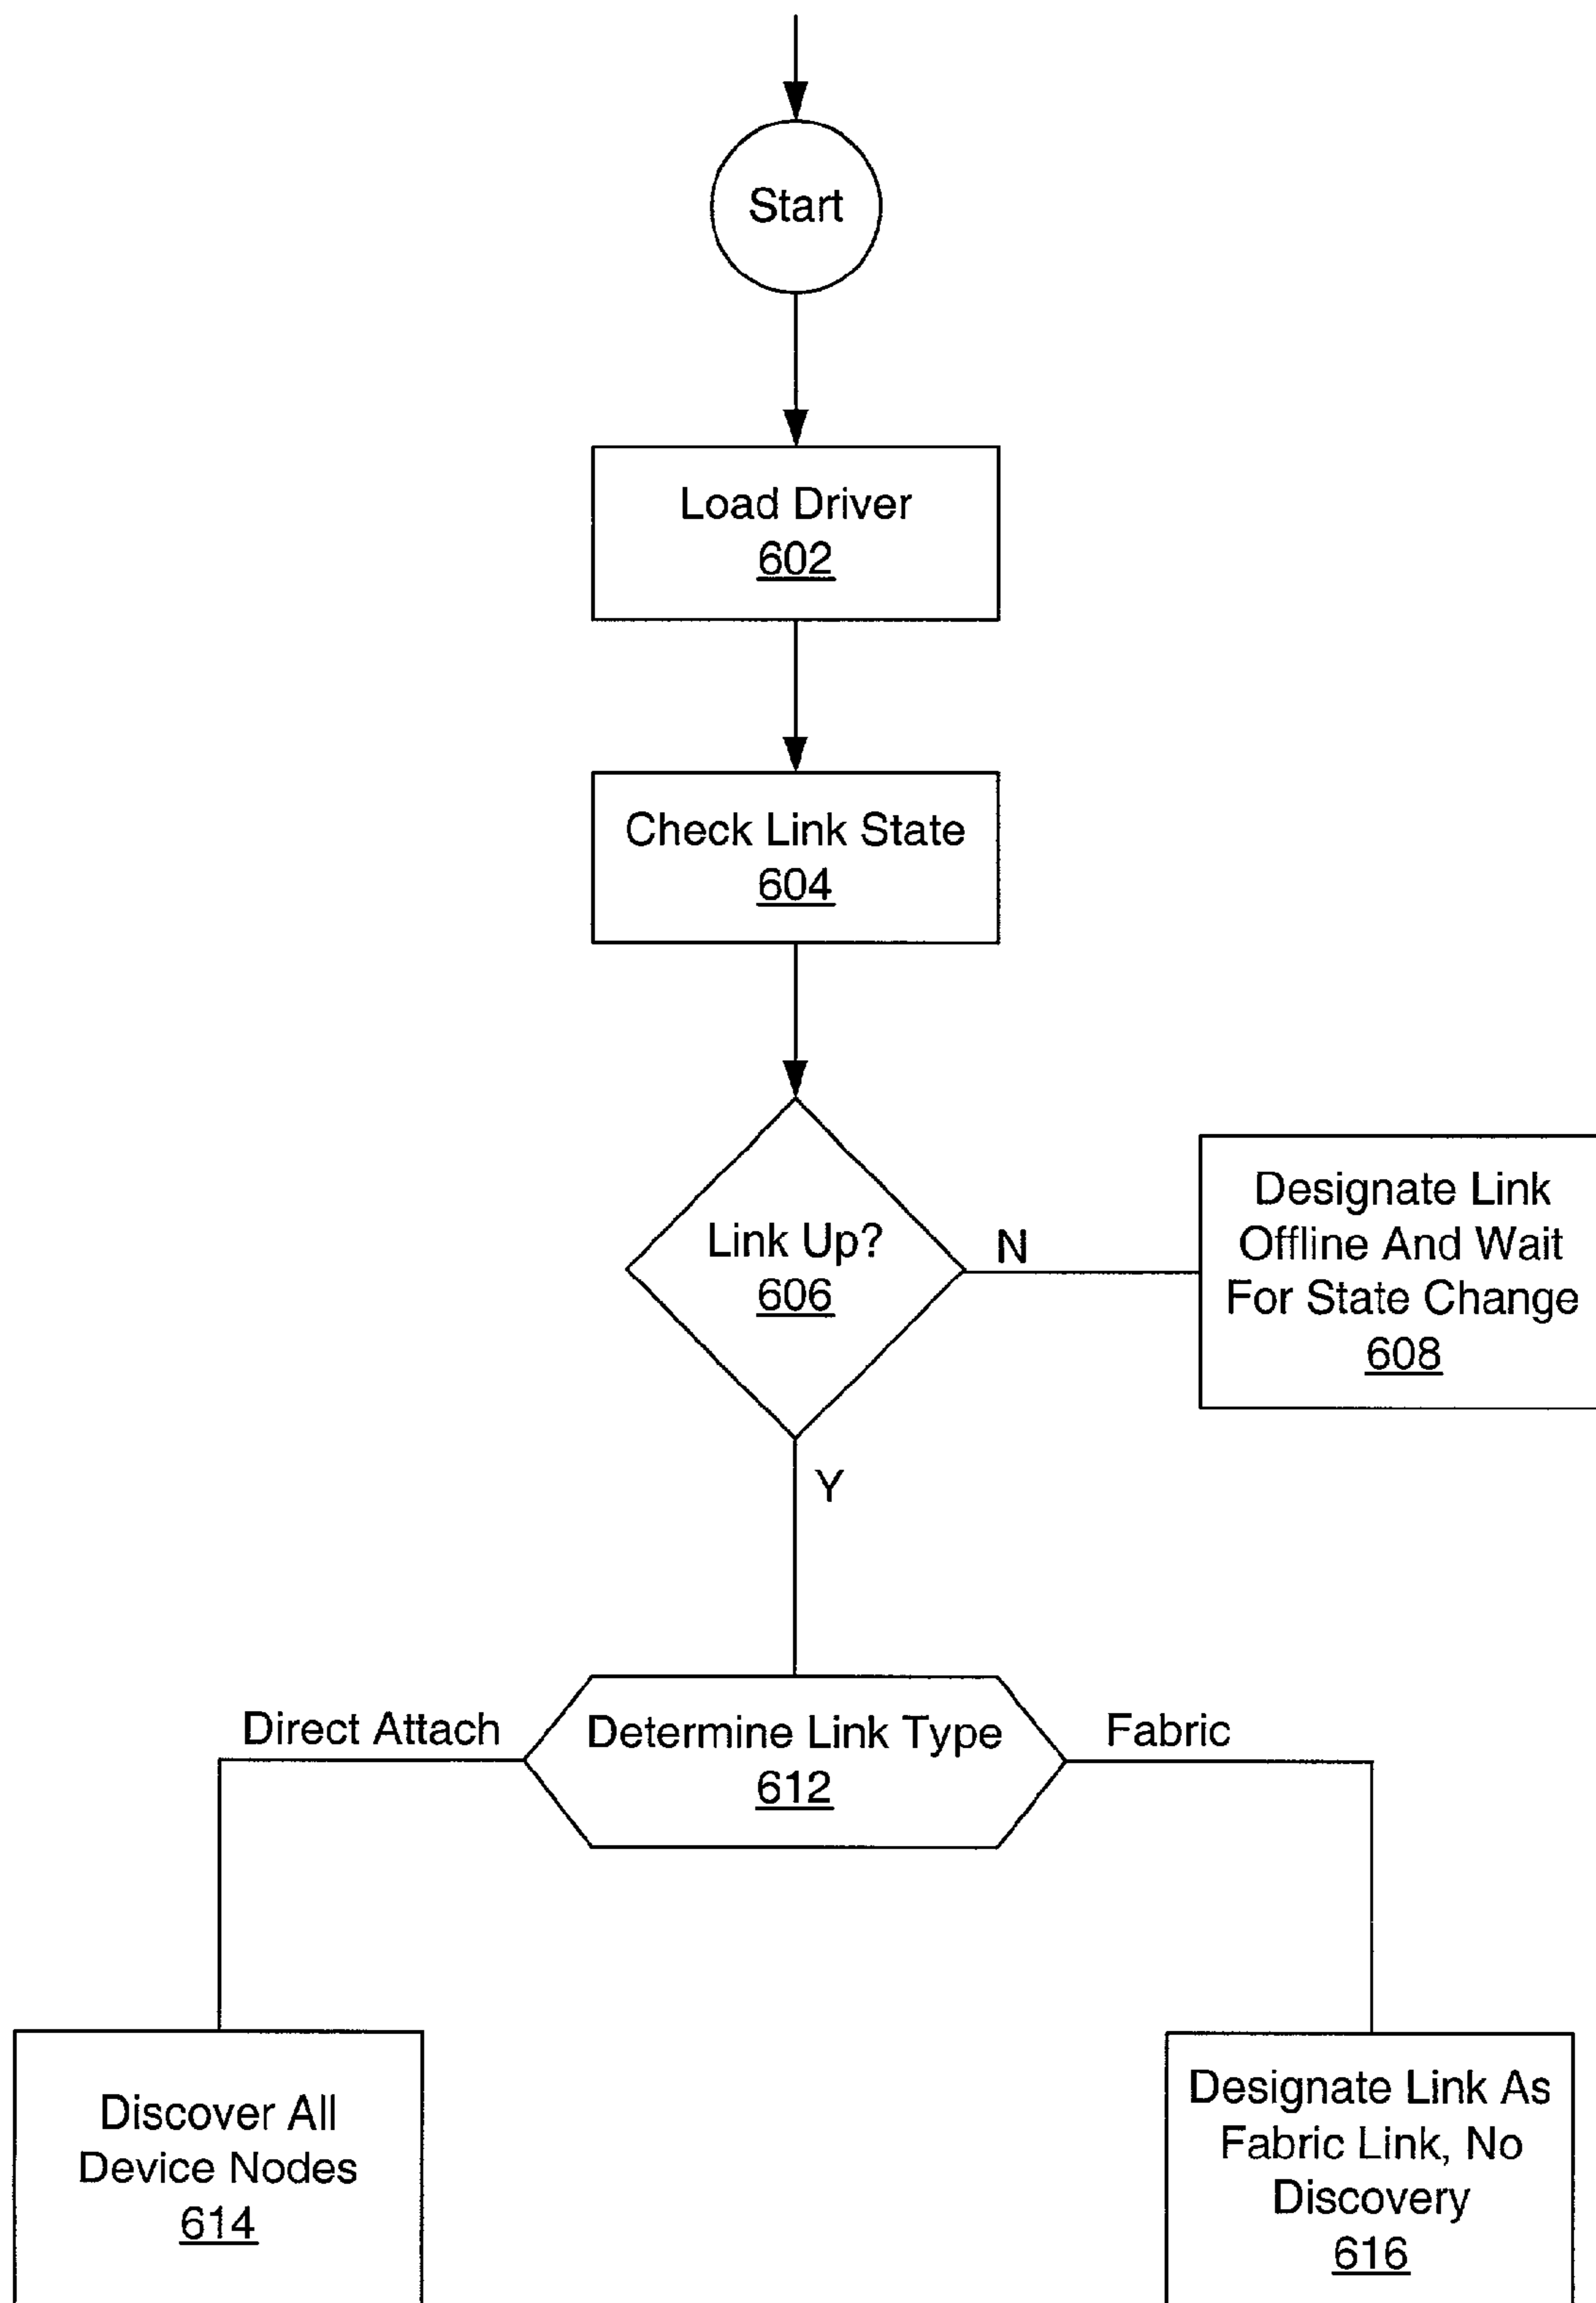 Start
Load Driver
602
Check Link State
604
Link Up?
606
N
Designate Link
Offline And Wait
For State Change
608
Y
Direct Attach
Determine Link Type
612
Fabric
Discover All
Device Nodes
614
Designate Link As
Fabric Link, No
Discovery
616